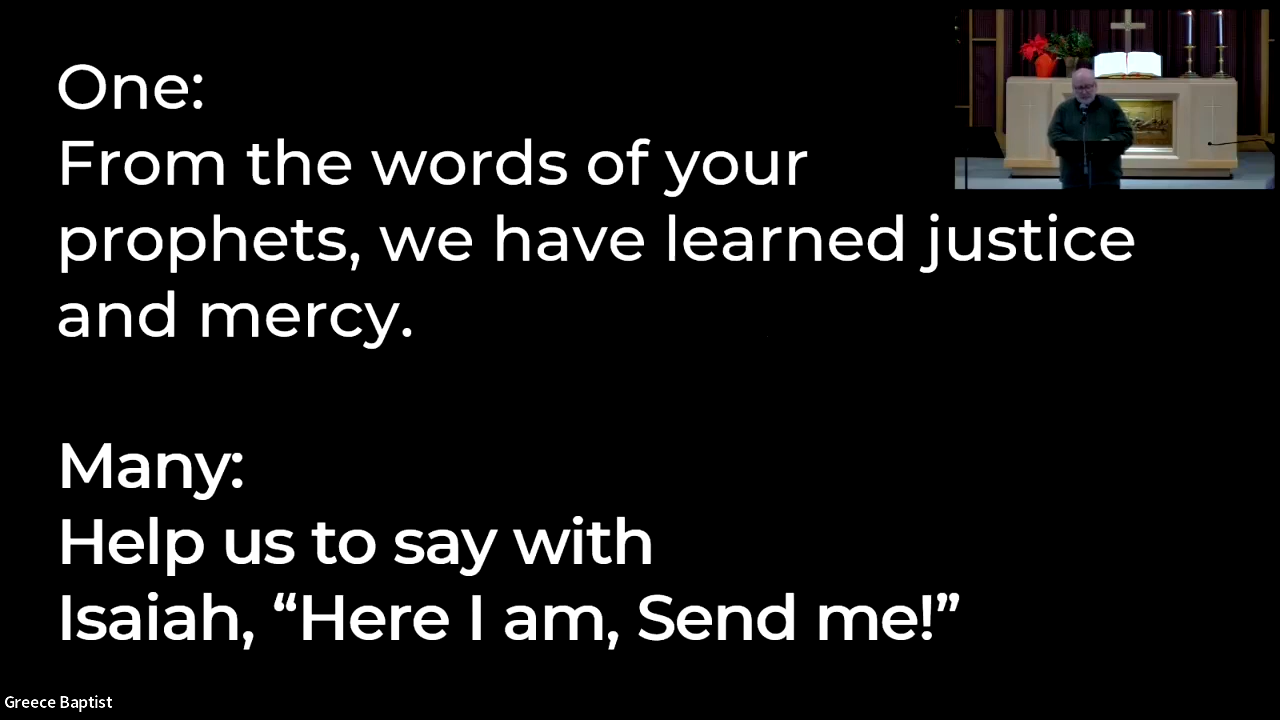 One:
From the words of your
prophets, we have learned justice
and mercy.
Many:
Help us to say with
Isaiah, “Here I am, Send me!”
Greece Baptist